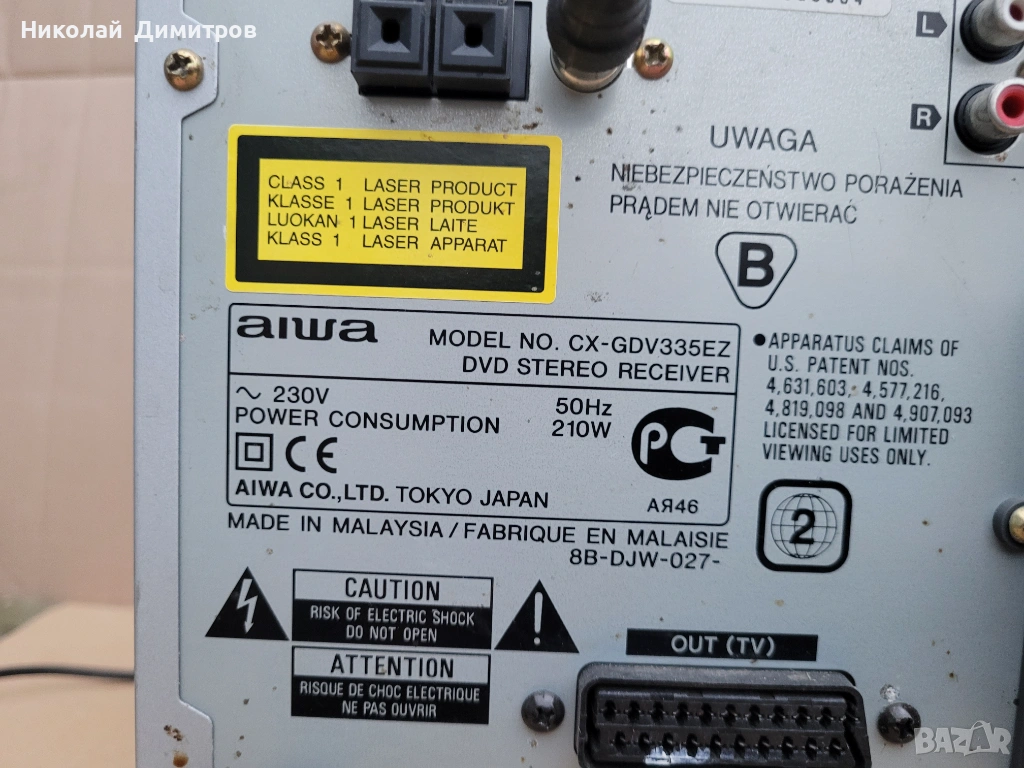 Николай Димитров
L
R
UWAGA
NIEBEZPIECZEŃSTWO PORAŻENIA
PRĄDEM NIE OTWIERAĆ
B
CLASS 1 LASER PRODUCT
KLASSE 1 LASER PRODUKT
LUOKAN 1 LASER LAITE
KLASS 1 LASER APPARAT
aiwa
MODEL NO. CX-GDV335EZ
DVD STEREO RECEIVER
~ 230V 50Hz
POWER CONSUMPTION 210W
CE
PCT
AIWA CO.,LTD. TOKYO JAPAN
АЯ46
MADE IN MALAYSIA / FABRIQUE EN MALAISIE
8B-DJW-027-
• APPARATUS CLAIMS OF
U.S. PATENT NOS.
4,631,603, 4,577,216,
4,819,098 AND 4,907,093
LICENSED FOR LIMITED
VIEWING USES ONLY.
2
CAUTION
RISK OF ELECTRIC SHOCK
DO NOT OPEN
ATTENTION
RISQUE DE CHOC ELECTRIQUE
NE PAS OUVRIR
OUT (TV)
BAZAR